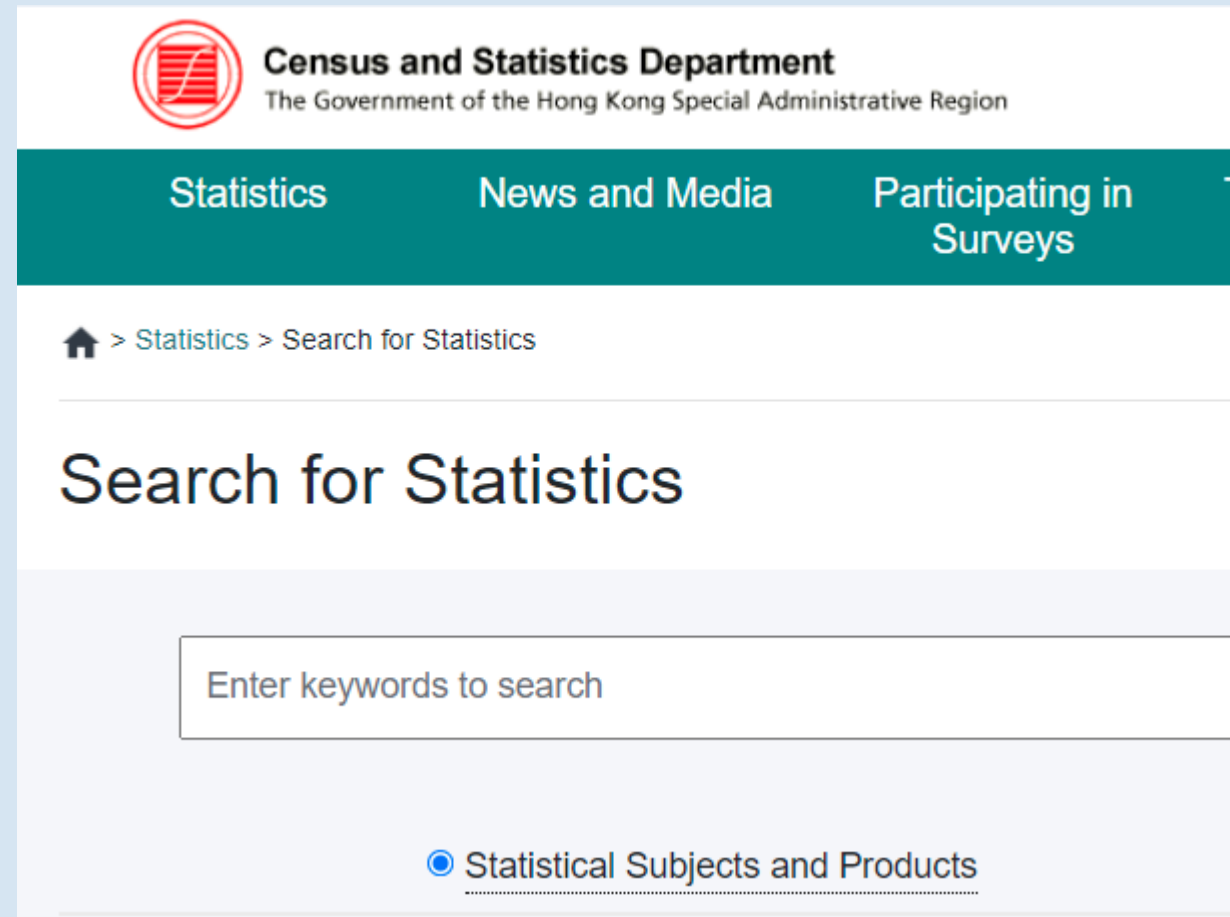 Census and Statistics Department
The Government of the Hong Kong Special Administrative Region
Statistics
News and Media
Participating in
Surveys
> Statistics > Search for Statistics
Search for Statistics
Enter keywords to search
Statistical Subjects and Products